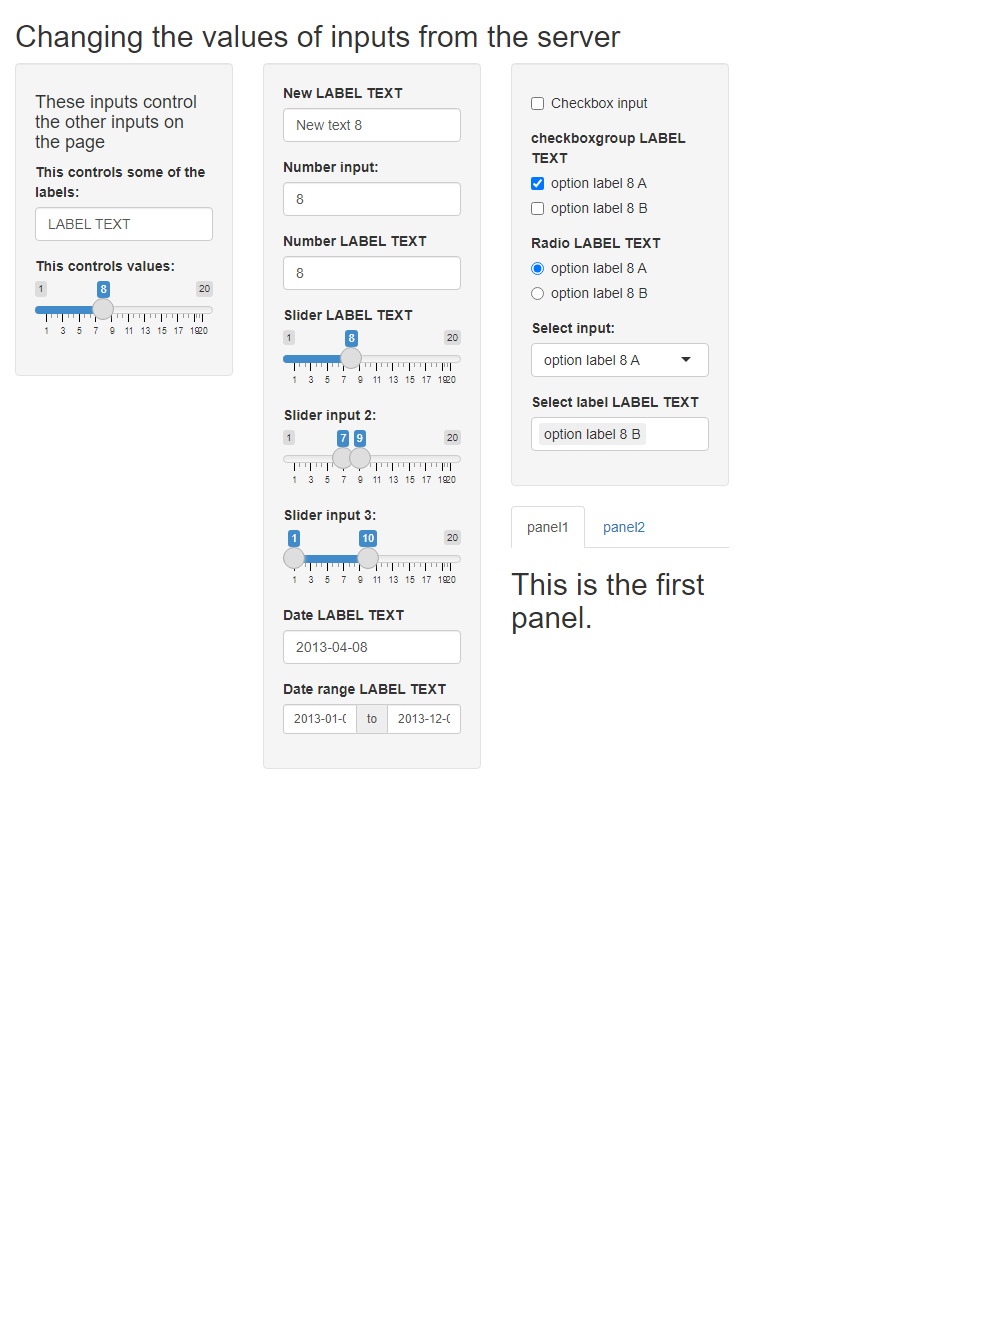 Changing the values of inputs from the server
These inputs control
the other inputs on
the page
This controls some of the
labels:
LABEL TEXT
This controls values:
1 8 20
1 3 5 7 9 11 13 15 17 19 20
New LABEL TEXT
New text 8
Number input:
8
Number LABEL TEXT
8
Slider LABEL TEXT
1 8 20
1 3 5 7 9 11 13 15 17 19 20
Slider input 2:
1 7 9 20
1 3 5 7 9 11 13 15 17 19 20
Slider input 3:
1 10 20
1 3 5 7 9 11 13 15 17 19 20
Date LABEL TEXT
2013-04-08
Date range LABEL TEXT
2013-01- to 2013-12-
Checkbox input
checkboxgroup LABEL
TEXT
option label 8 A
option label 8 B
Radio LABEL TEXT
option label 8 A
option label 8 B
Select input:
option label 8 A
Select label LABEL TEXT
option label 8 B
panel1 panel2
This is the first
panel.